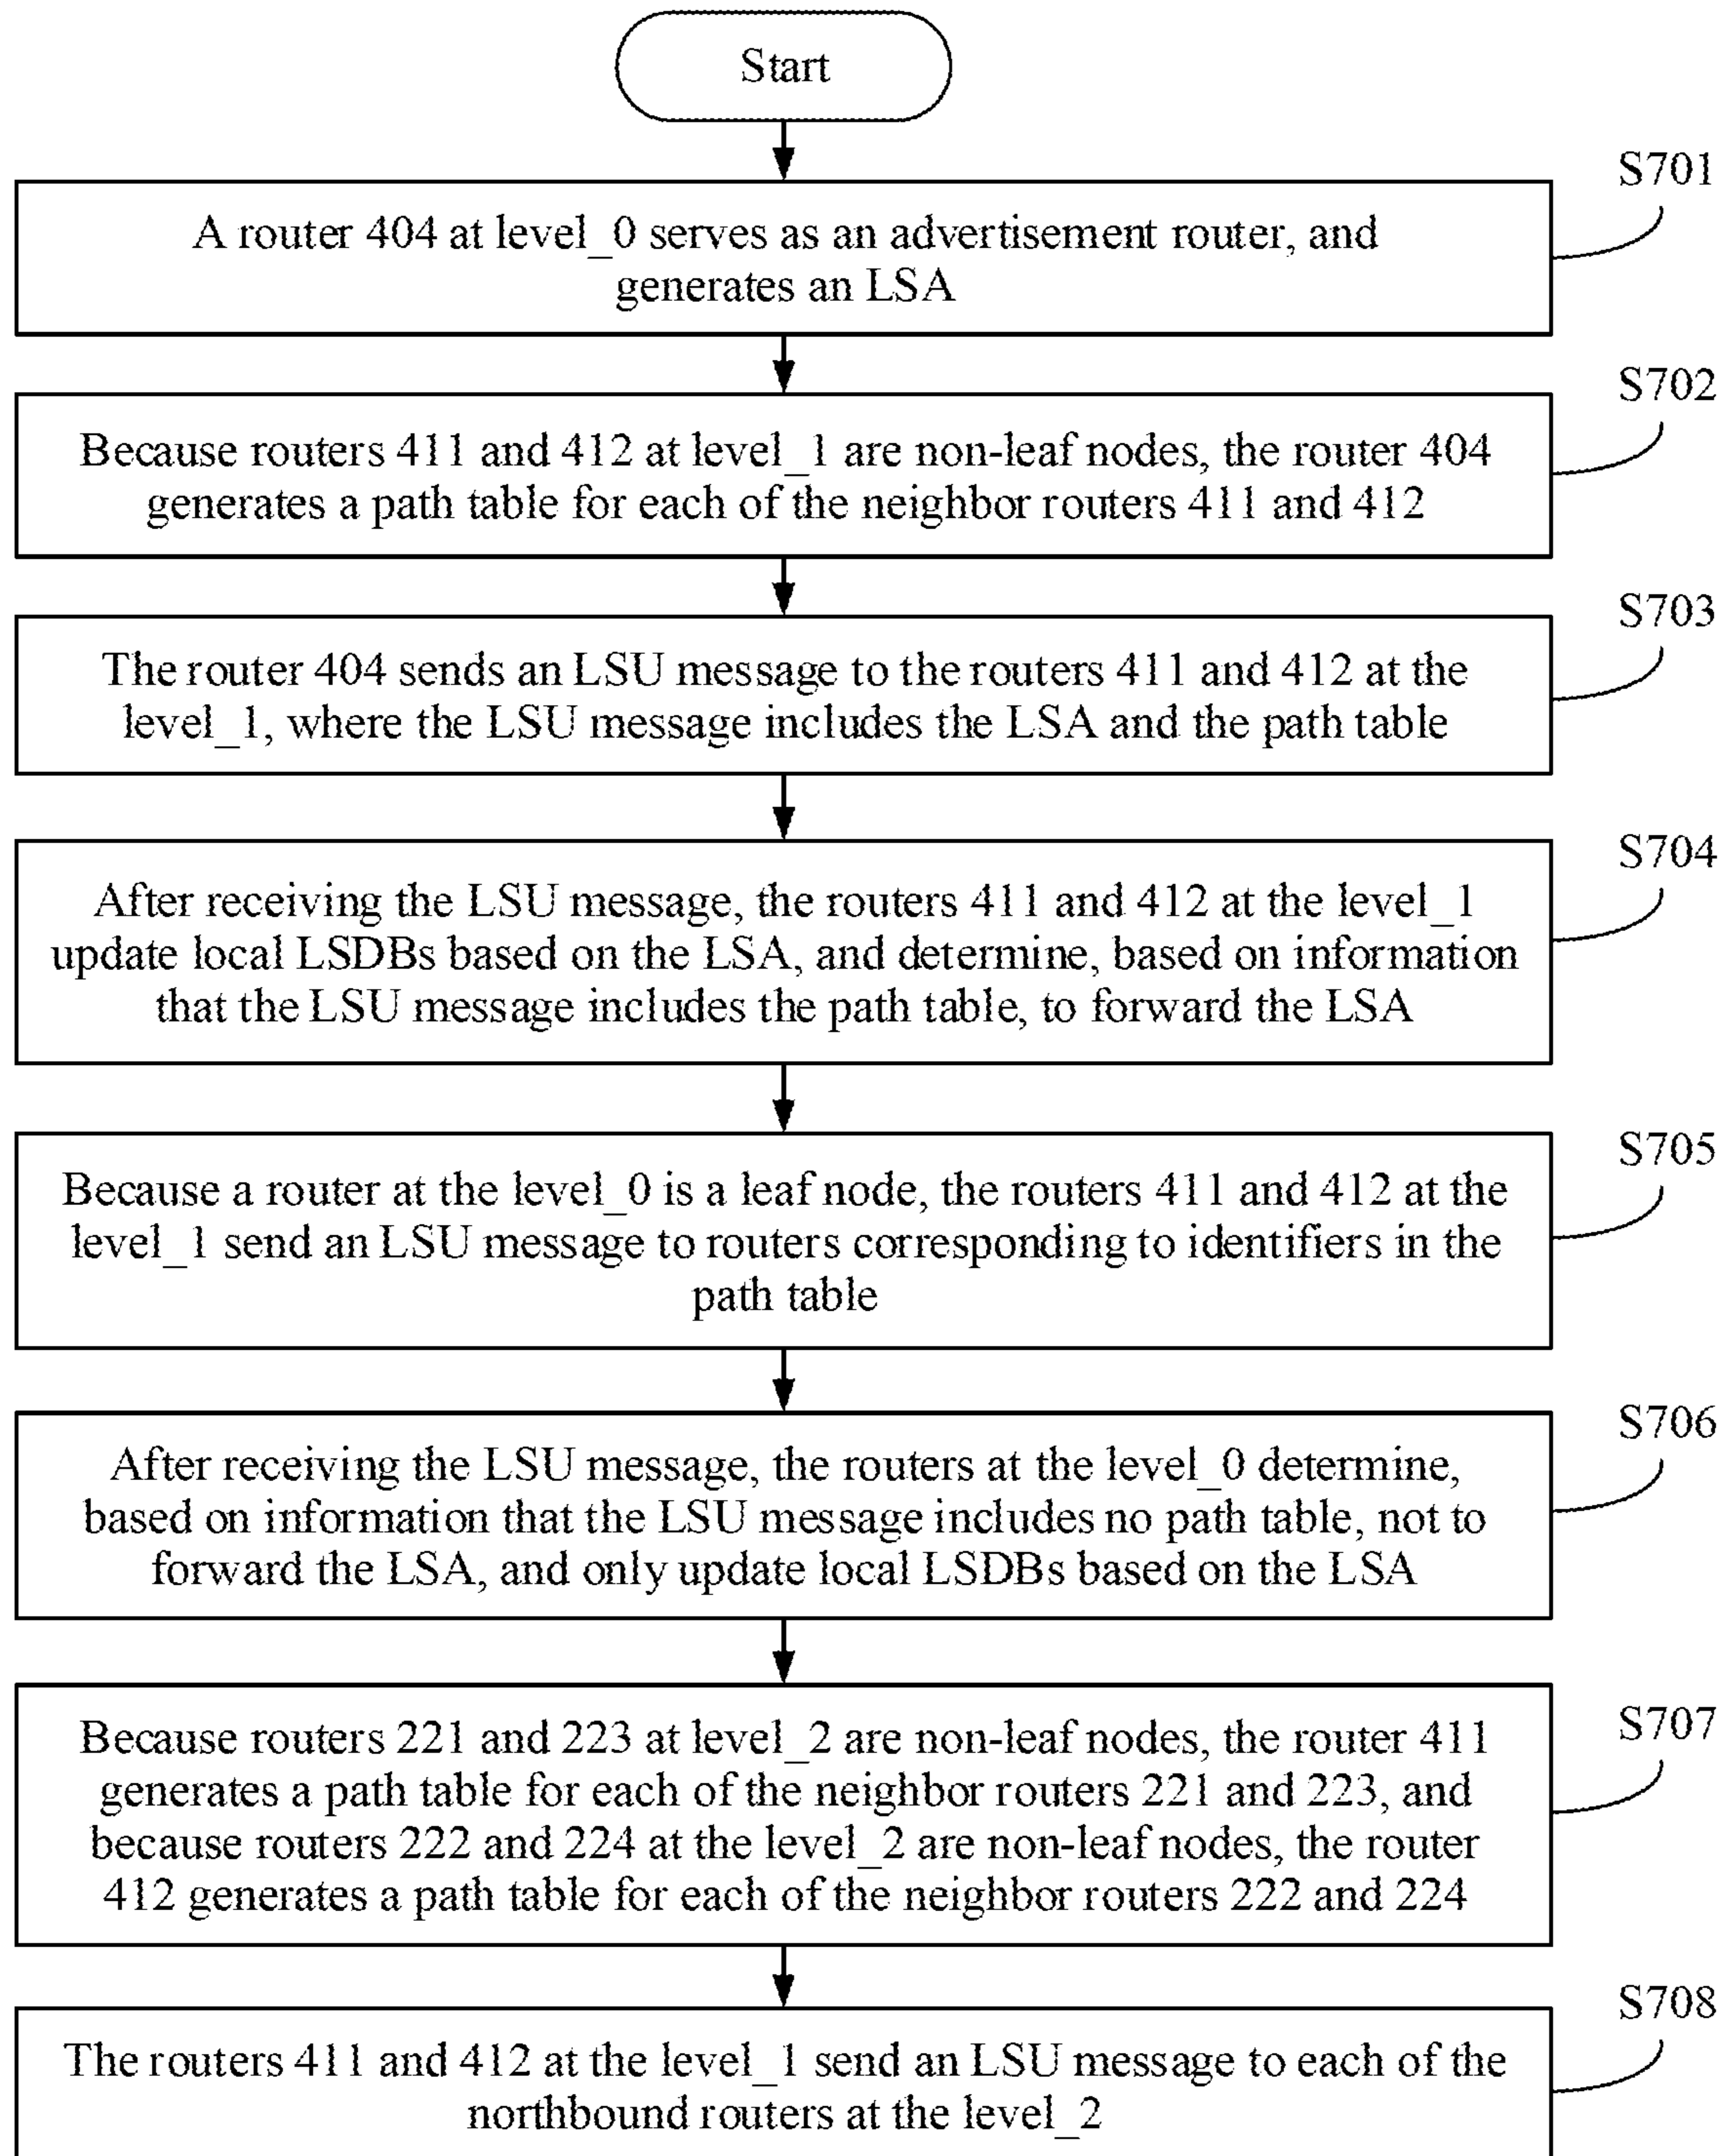 Start
S701
A router 404 at level_0 serves as an advertisement router, and
generates an LSA
S702
Because routers 411 and 412 at level_1 are non-leaf nodes, the router 404
generates a path table for each of the neighbor routers 411 and 412
S703
The router 404 sends an LSU message to the routers 411 and 412 at the
level_1, where the LSU message includes the LSA and the path table
S704
After receiving the LSU message, the routers 411 and 412 at the level_1
update local LSDBs based on the LSA, and determine, based on information
that the LSU message includes the path table, to forward the LSA
S705
Because a router at the level_0 is a leaf node, the routers 411 and 412 at the
level_1 send an LSU message to routers corresponding to identifiers in the
path table
S706
After receiving the LSU message, the routers at the level_0 determine,
based on information that the LSU message includes no path table, not to
forward the LSA, and only update local LSDBs based on the LSA
S707
Because routers 221 and 223 at level_2 are non-leaf nodes, the router 411
generates a path table for each of the neighbor routers 221 and 223, and
because routers 222 and 224 at the level_2 are non-leaf nodes, the router
412 generates a path table for each of the neighbor routers 222 and 224
S708
The routers 411 and 412 at the level_1 send an LSU message to each of the
northbound routers at the level_2